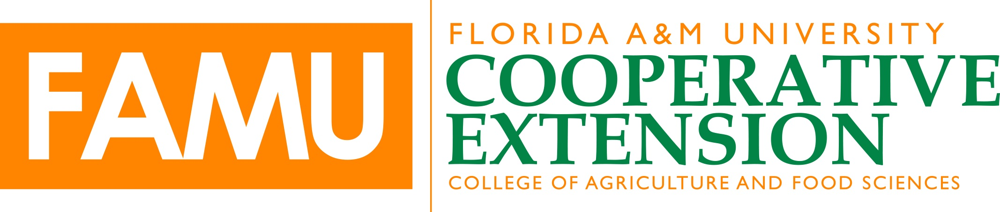 FAMU
FLORIDA A&M UNIVERSITY
COOPERATIVE
EXTENSION
COLLEGE OF AGRICULTURE AND FOOD SCIENCES